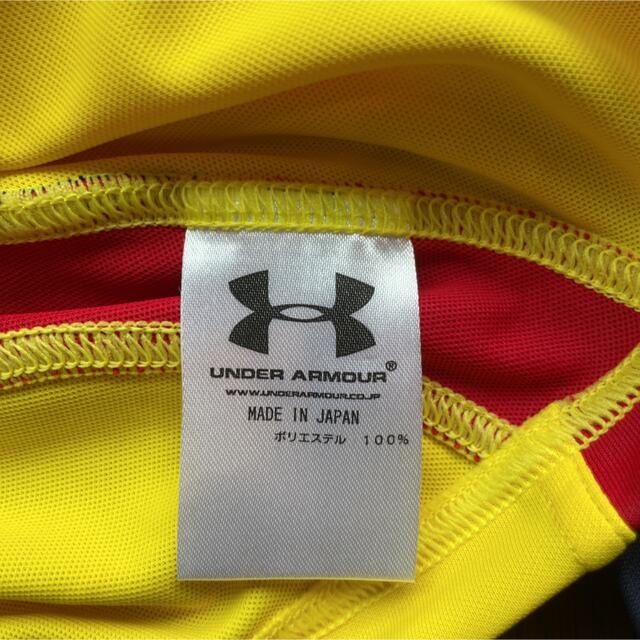 UNDER ARMOUR®
WWW.UNDERARMOUR.CO.JP
MADE IN JAPAN
ポリエステル 100%